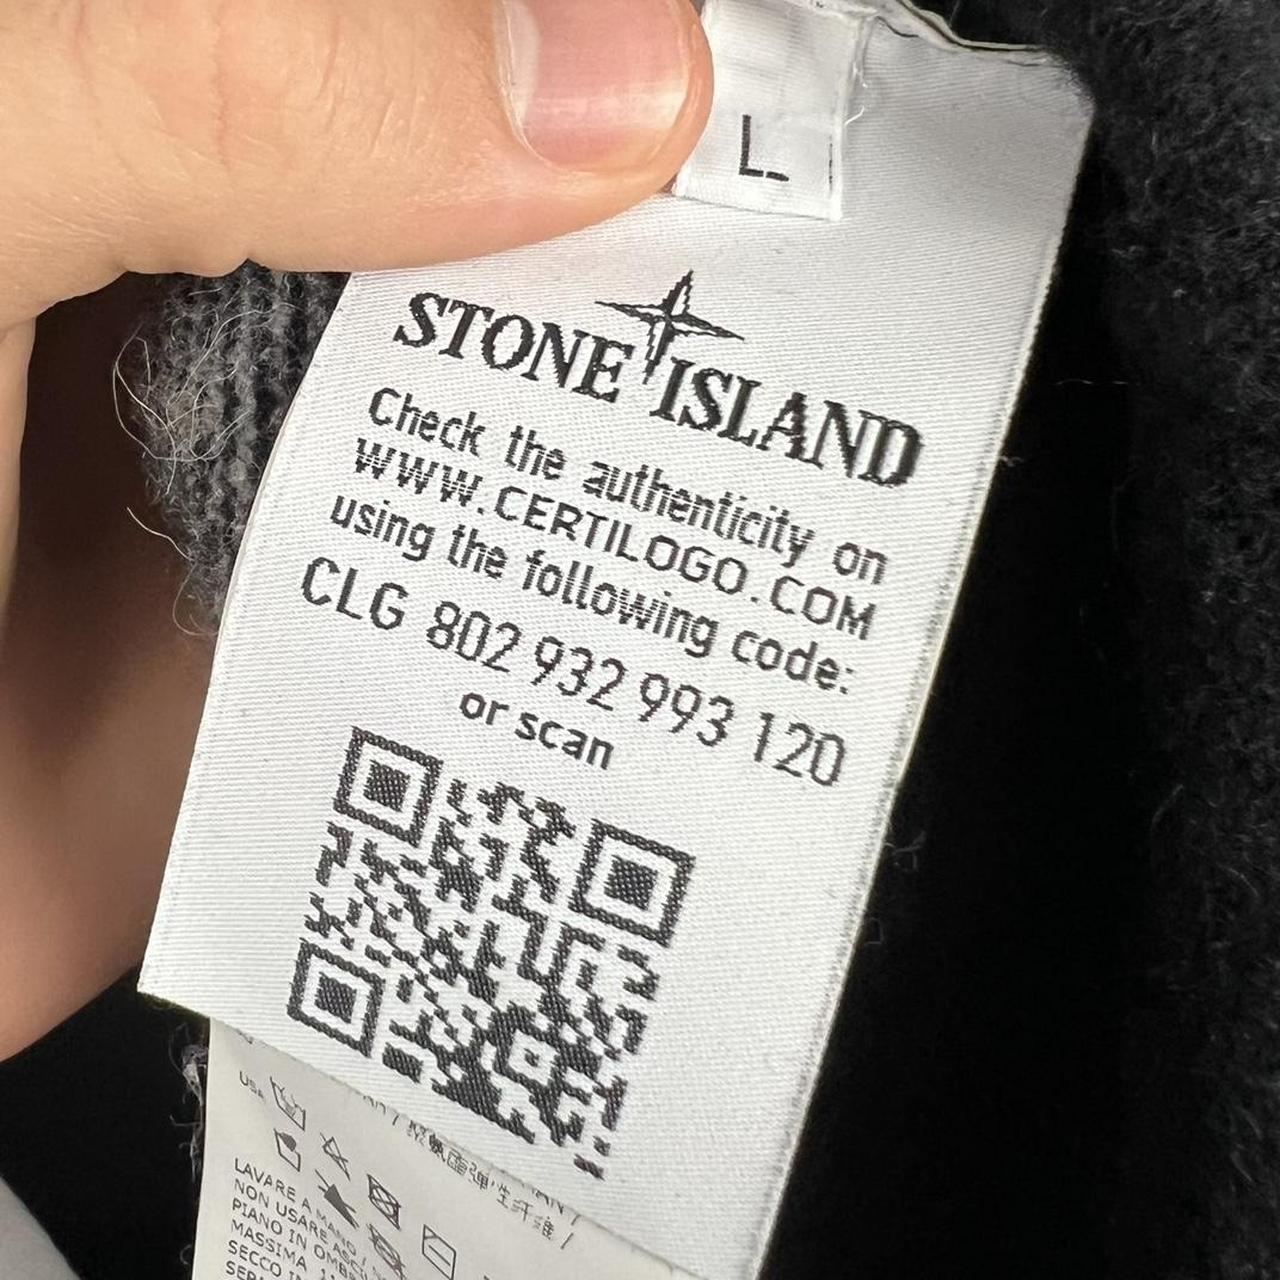 L
STONE ISLAND
Check the authenticity on
WWW.CERTILOGO.COM
using the following code:
CLG 802 932 993 120
or scan
USA
LAVARE A MANO /
NON USARE
PIANO IN
MASSIMA
SECCO